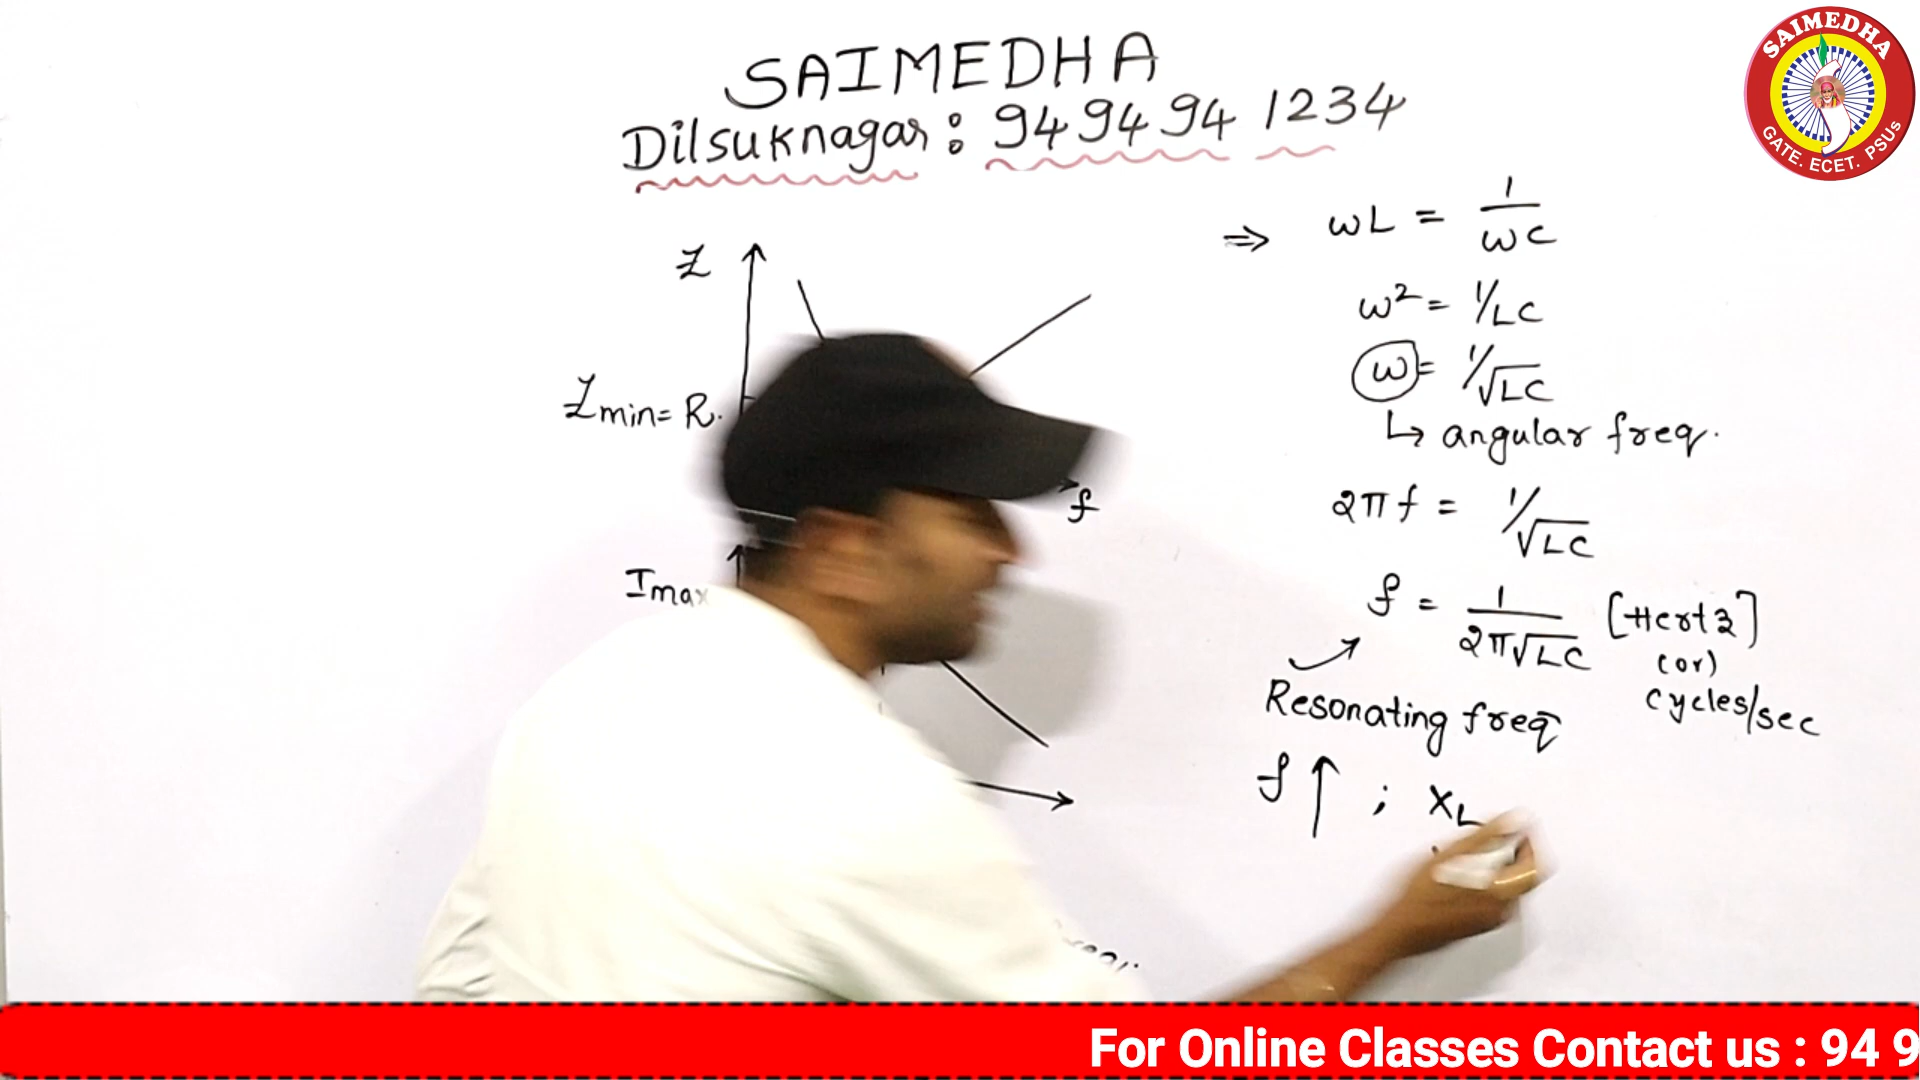 SAIMEDHA
Dilsuknagar : 94 94 94 1234
SAIMEDHA
GATE. ECET. PSUs
Z
Zmin = R.
f
Imax
⇒ ωL = 1/ωC
ω² = 1/LC
ω = 1/√LC
↳ angular freq.
2πf = 1/√LC
f = 1/2π√LC [Hertz]
(or)
cycles/sec
Resonating freq
f ↑ ; XL
For Online Classes Contact us : 94 9